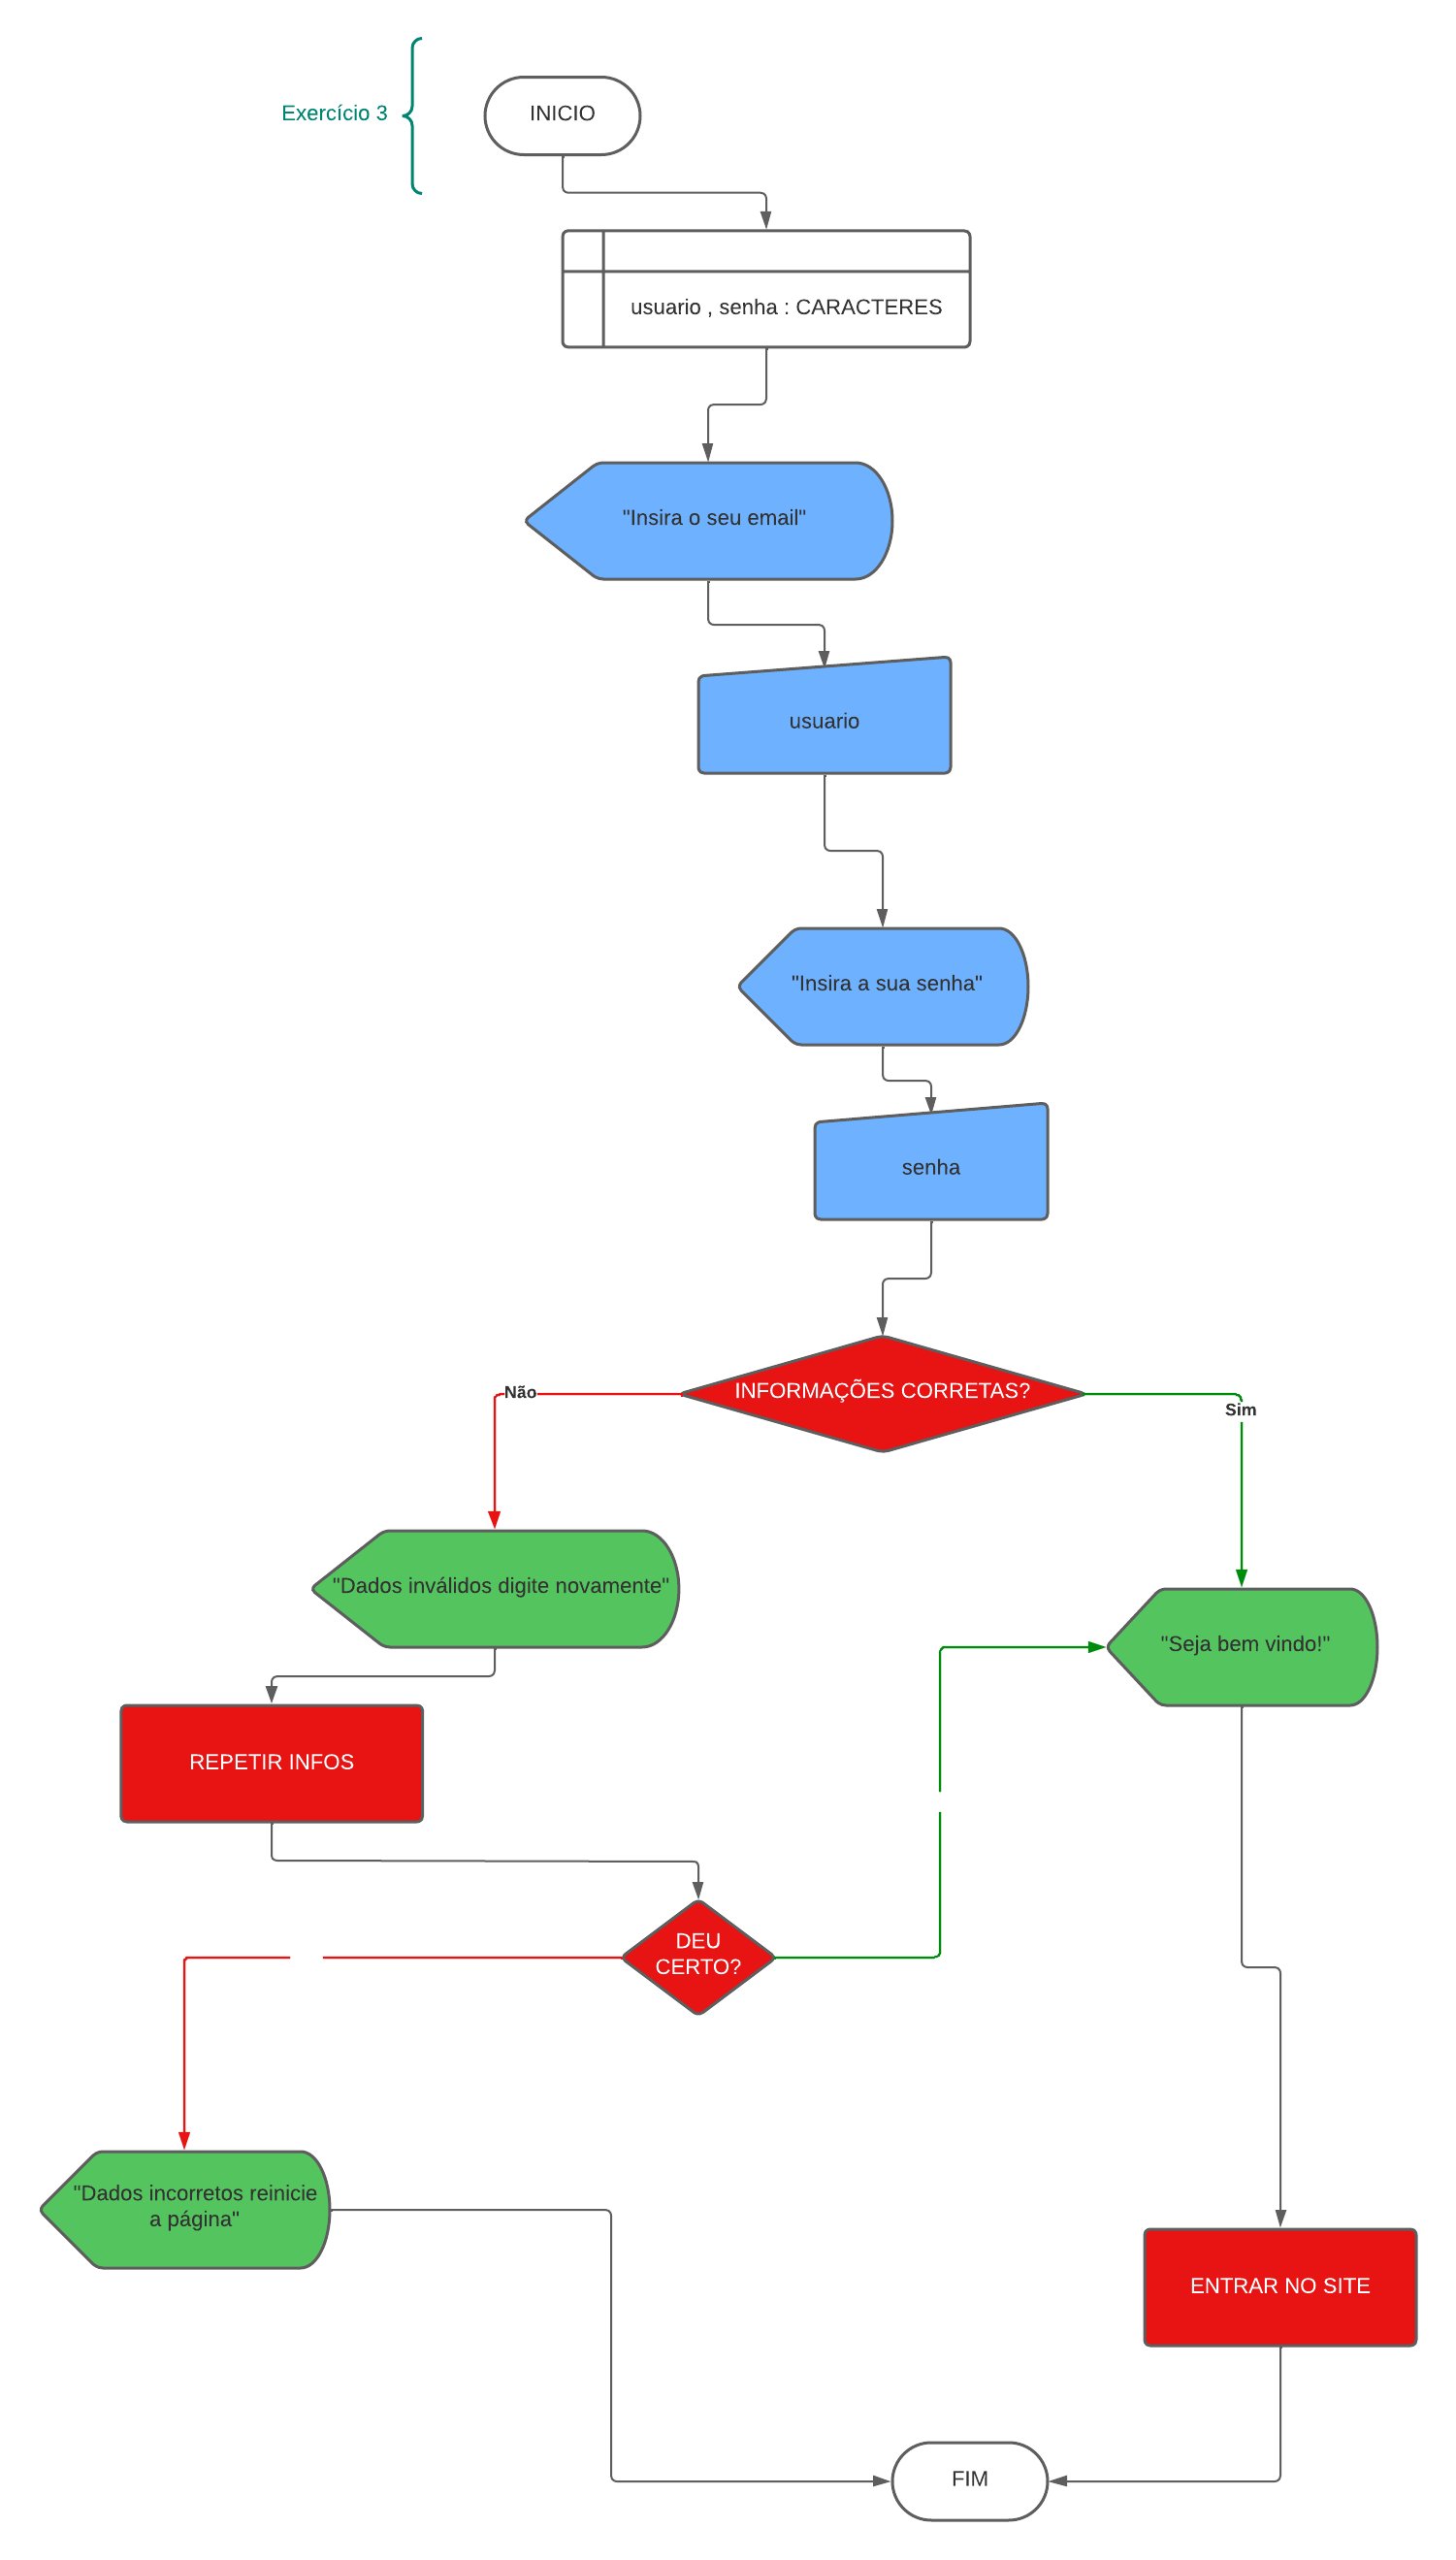 Exercício 3
INICIO
usuario , senha : CARACTERES
"Insira o seu email"
usuario
"Insira a sua senha"
senha
INFORMAÇÕES CORRETAS?
Não
Sim
"Dados inválidos digite novamente"
"Seja bem vindo!"
REPETIR INFOS
DEU
CERTO?
"Dados incorretos reinicie
a página"
ENTRAR NO SITE
FIM